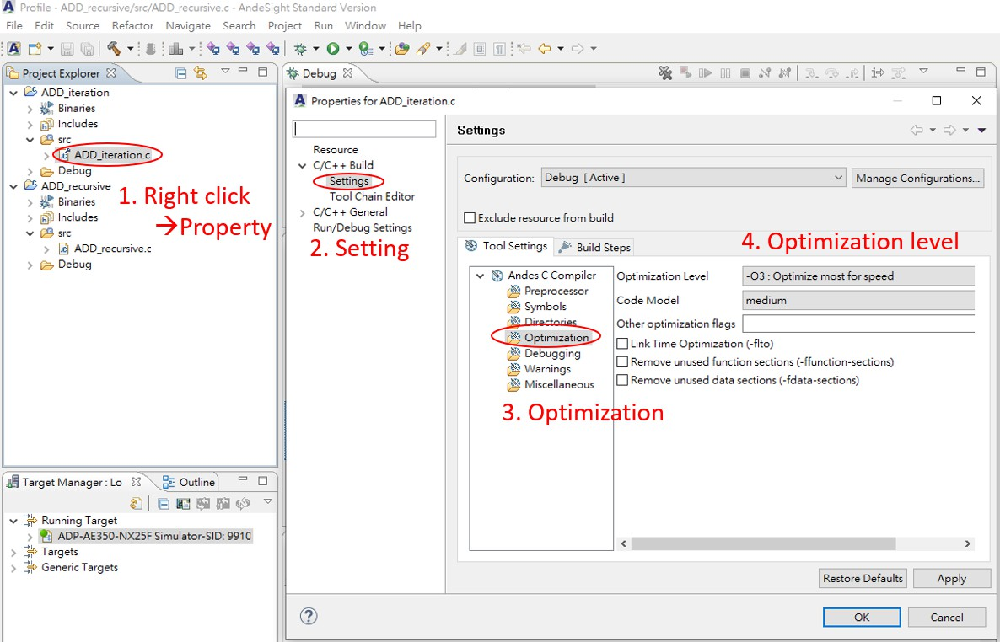 Profile - ADD_recursive/src/ADD_recursive.c - AndeSight Standard Version
File Edit Source Refactor Navigate Search Project Run Window Help
Project Explorer
ADD_iteration
Binaries
Includes
src
ADD_iteration.c
Debug
ADD_recursive
Binaries
Includes
src
ADD_recursive.c
Debug
1. Right click
→Property
Target Manager : Lo
Outline
Running Target
ADP-AE350-NX25F Simulator-SID: 9910
Targets
Generic Targets
Debug
Properties for ADD_iteration.c
Resource
C/C++ Build
Settings
Tool Chain Editor
C/C++ General
Run/Debug Settings
2. Setting
Settings
Configuration: Debug [ Active ] Manage Configurations...
Exclude resource from build
4. Optimization level
Tool Settings Build Steps
Andes C Compiler
Preprocessor
Symbols
Directories
Optimization
Debugging
Warnings
Miscellaneous
3. Optimization
Optimization Level -O3 : Optimize most for speed
Code Model medium
Other optimization flags
Link Time Optimization (-flto)
Remove unused function sections (-ffunction-sections)
Remove unused data sections (-fdata-sections)
Restore Defaults Apply
OK Cancel